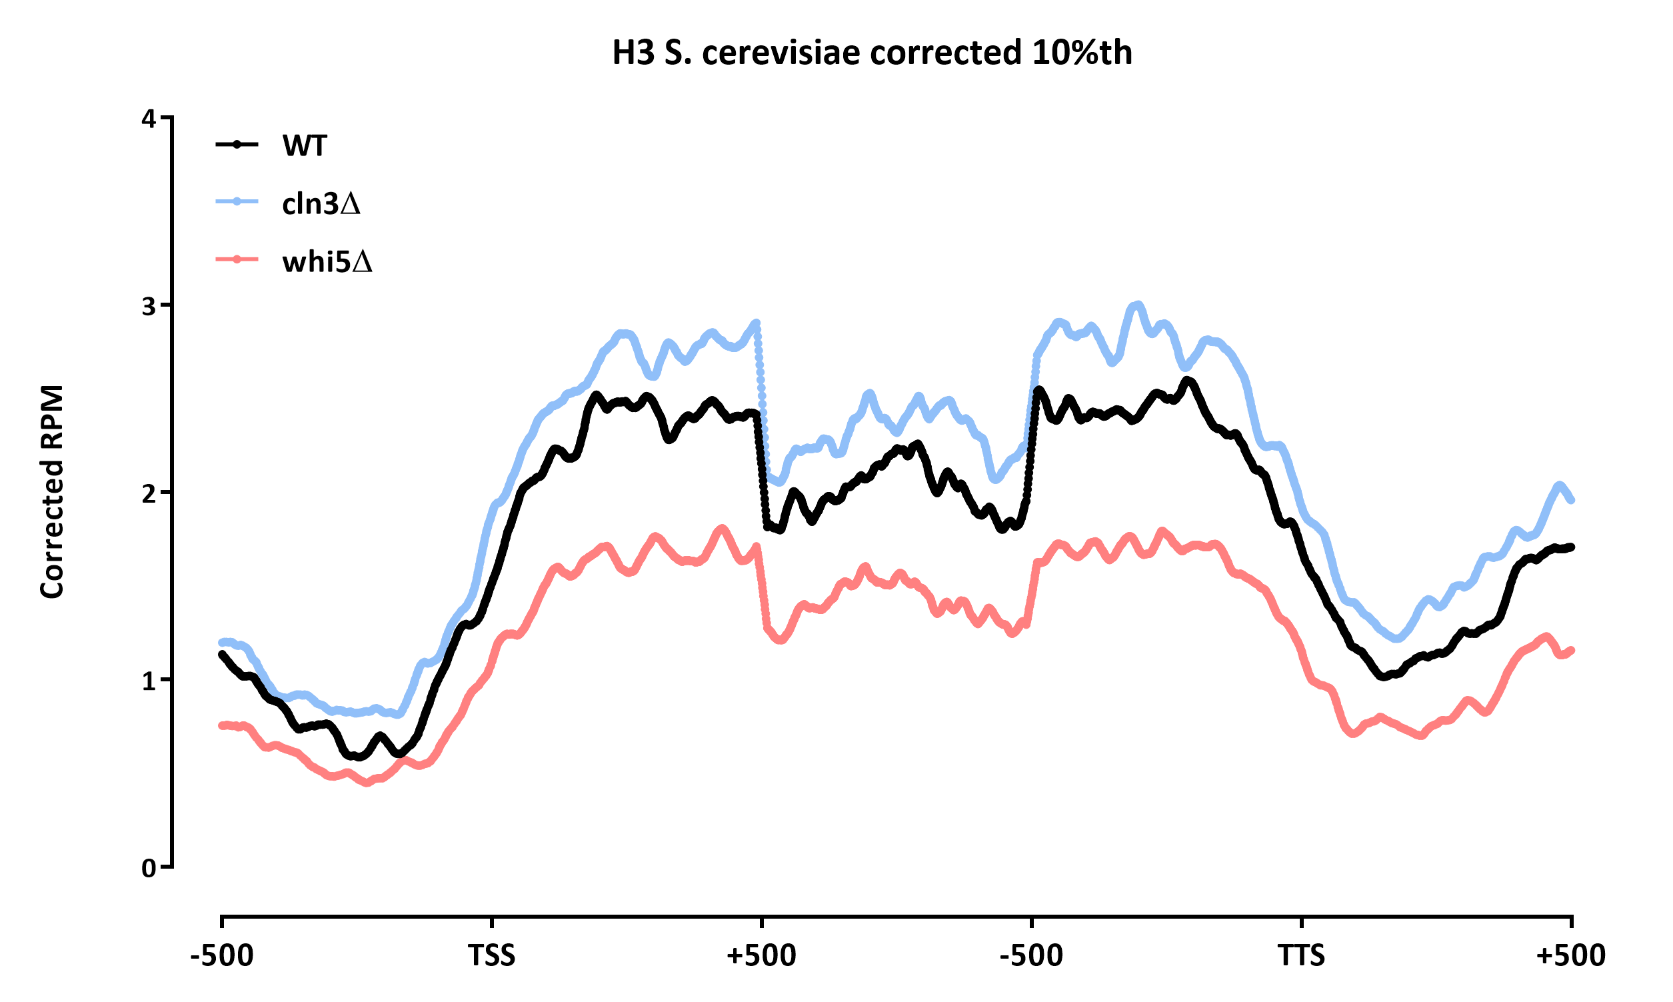 H3 S. cerevisiae corrected 10%th
4
3
2
1
0
Corrected RPM
WT
cln3Δ
whi5Δ
-500
TSS
+500
-500
TTS
+500